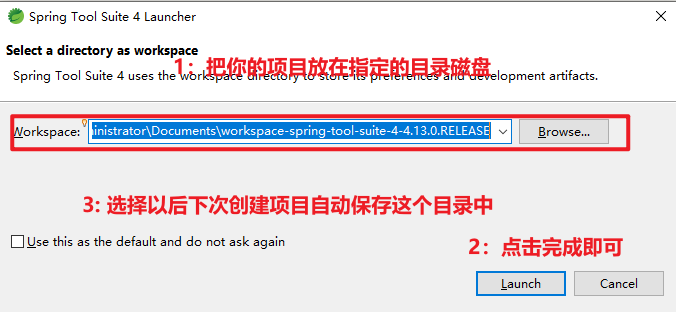 Spring Tool Suite 4 Launcher
Select a directory as workspace
Spring Tool Suite 4 uses the workspace directory to store its preferences and development artifacts.
1：把你的项目放在指定的目录磁盘
Workspace: inistrator\Documents\workspace-spring-tool-suite-4-4.13.0.RELEASE Browse...
3: 选择以后下次创建项目自动保存这个目录中
Use this as the default and do not ask again
2：点击完成即可
Launch Cancel